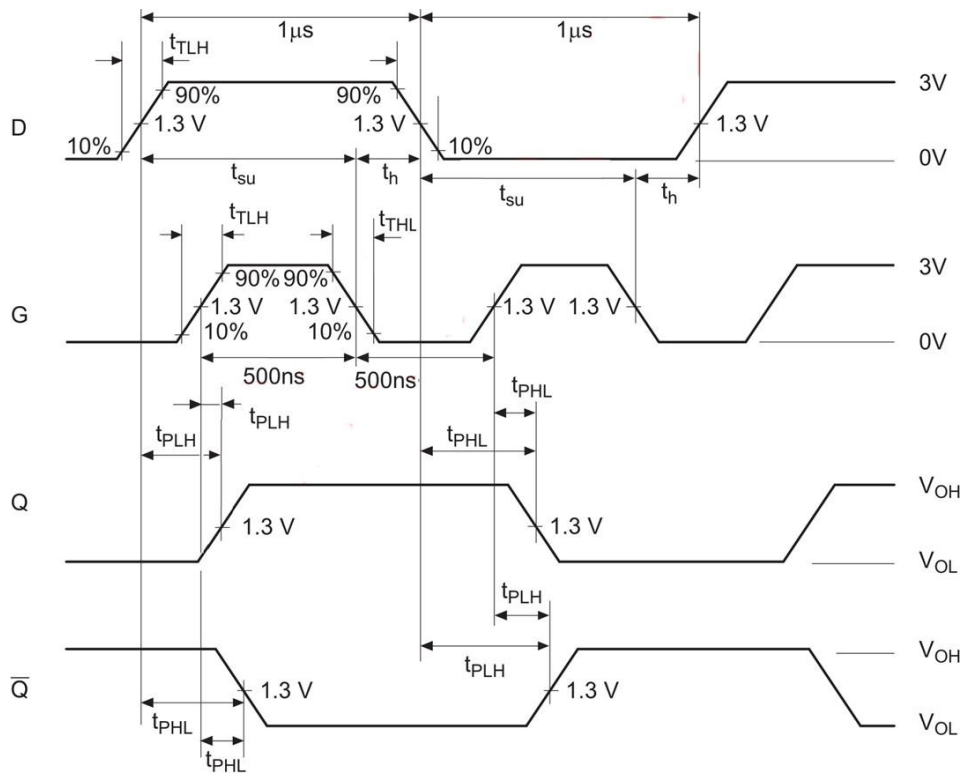 1μs 1μs
tTLH
90% 90% 3V
D 1.3 V 1.3 V 1.3 V
10% 10%
0V
tsu th tsu th
tTLH tTHL
90% 90% 3V
G 1.3 V 1.3 V 1.3 V 1.3 V
10% 10%
0V
500ns 500ns
tPLH tPHL
tPLH tPHL
Q VOH
1.3 V 1.3 V
VOL
tPLH
tPLH VOH
Q 1.3 V 1.3 V
tPHL VOL
tPHL